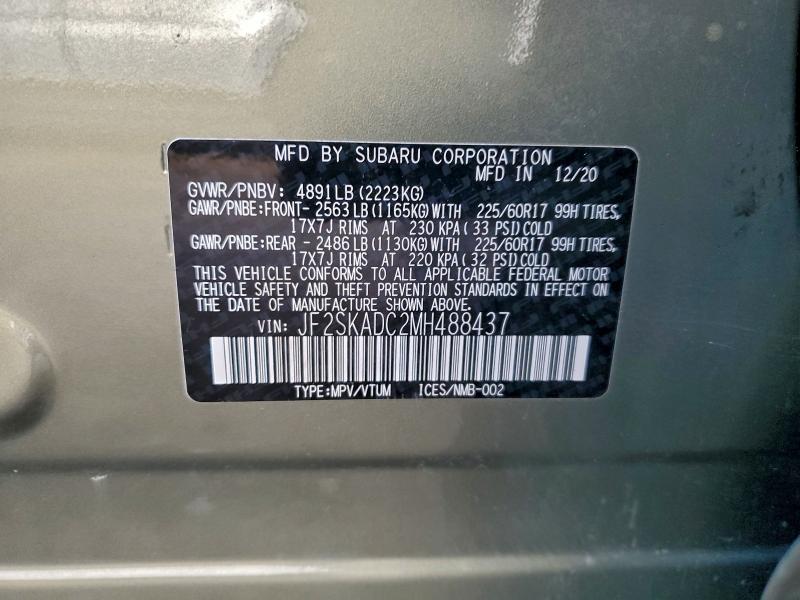 MFD BY SUBARU CORPORATION
MFD IN 12/20
GVWR/PNBV: 4891LB(2223KG)
GAWR/PNBE:FRONT- 2563LB(1165KG)WITH 225/60R17 99H TIRES,
17X7J RIMS AT 230 KPA(33 PSI)COLD
GAWR/PNBE:REAR - 2486LB(1130KG)WITH 225/60R17 99H TIRES,
17X7J RIMS AT 220 KPA(32 PSI)COLD
THIS VEHICLE CONFORMS TO ALL APPLICABLE FEDERAL MOTOR
VEHICLE SAFETY AND THEFT PREVENTION STANDARDS IN EFFECT ON
THE DATE OF MANUFACTURE SHOWN ABOVE.
VIN: JF2SKADC2MH488437
TYPE:MPV/VTUM ICES/NMB-002